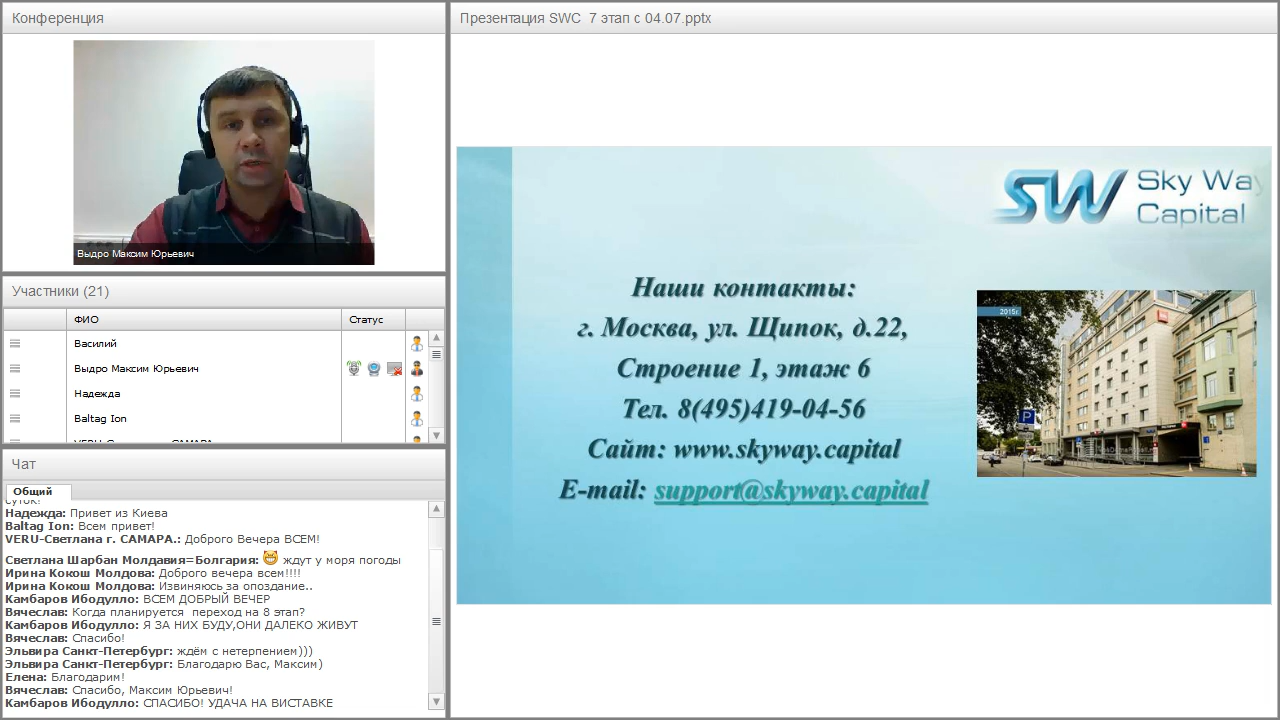 Конференция
Выдро Максим Юрьевич
Участники (21)
ФИО
Статус
Василий
Выдро Максим Юрьевич
Надежда
Baltag Ion
Чат
Общий
суток!
Надежда: Привет из Киева
Baltag Ion: Всем привет!
VERU-Светлана г. САМАРА.: Доброго Вечера ВСЕМ!
Светлана Шарбан Молдавия=Болгария: ждут у моря погоды
Ирина Кокош Молдова: Доброго вечера всем!!!!
Ирина Кокош Молдова: Извиняюсь за опоздание..
Камбаров Ибодулло: ВСЕМ ДОБРЫЙ ВЕЧЕР
Вячеслав: Когда планируется  переход на 8 этап?
Камбаров Ибодулло: Я ЗА НИХ БУДУ,ОНИ ДАЛЕКО ЖИВУТ
Вячеслав: Спасибо!
Эльвира Санкт-Петербург: ждём с нетерпением)))
Эльвира Санкт-Петербург: Благодарю Вас, Максим)
Елена: Благодарим!
Вячеслав: Спасибо, Максим Юрьевич!
Камбаров Ибодулло: СПАСИБО! УДАЧА НА ВИСТАВКЕ
Презентация SWC  7 этап с 04.07.pptx
SW Sky Way
Capital
Наши контакты:
г. Москва, ул. Щипок, д.22,
Строение 1, этаж 6
Тел. 8(495)419-04-56
Сайт: www.skyway.capital
E-mail: support@skyway.capital
2015г
P